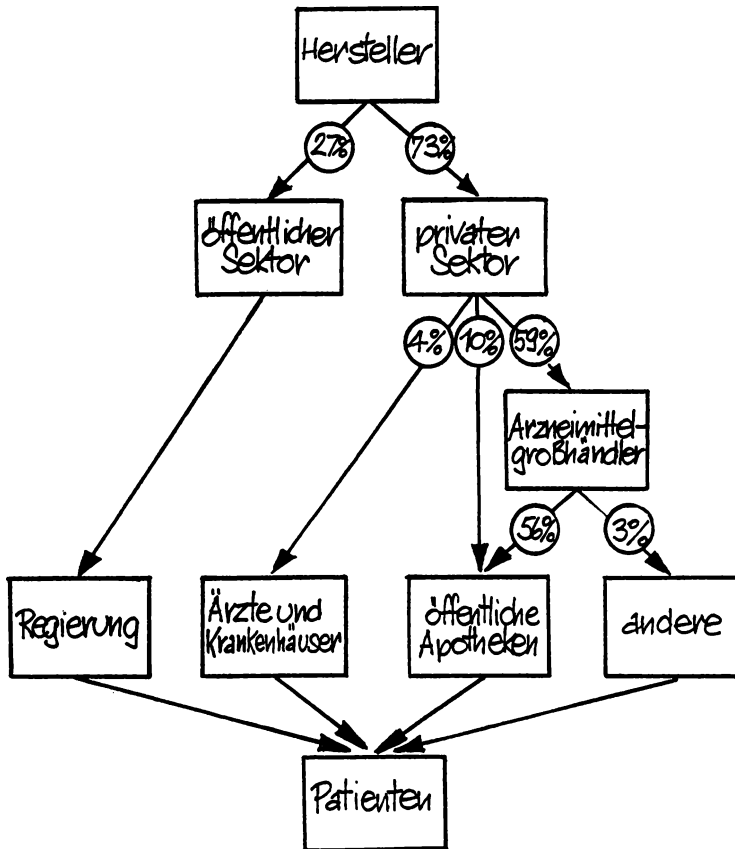 Hersteller
27%
73%
öffentlicher
Sektor
privater
Sektor
4%
10%
59%
Arzneimittel-
großhändler
56%
3%
Regierung
Ärzte und
Krankenhäuser
öffentliche
Apotheken
andere
Patienten